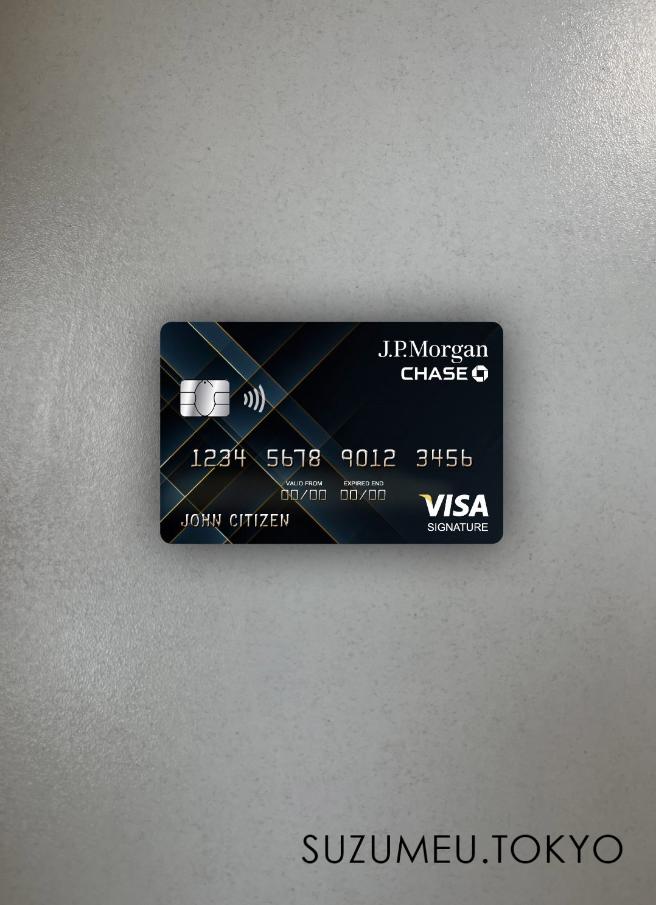 J.P.Morgan
CHASE
1234 5678 9012 3456
VALID FROM EXPIRED END
00/00 00/00
JOHN CITIZEN
VISA
SIGNATURE
SUZUMEU.TOKYO